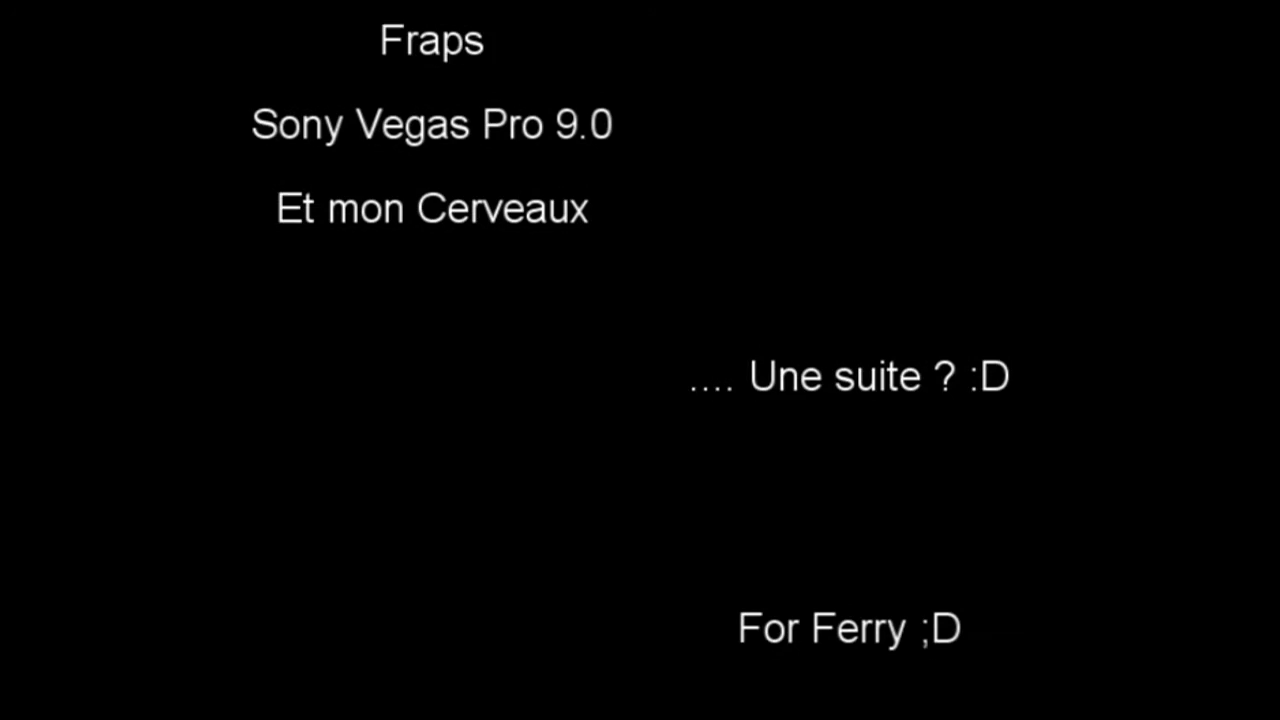 Fraps
Sony Vegas Pro 9.0
Et mon Cerveaux
.... Une suite ? :D
For Ferry ;D